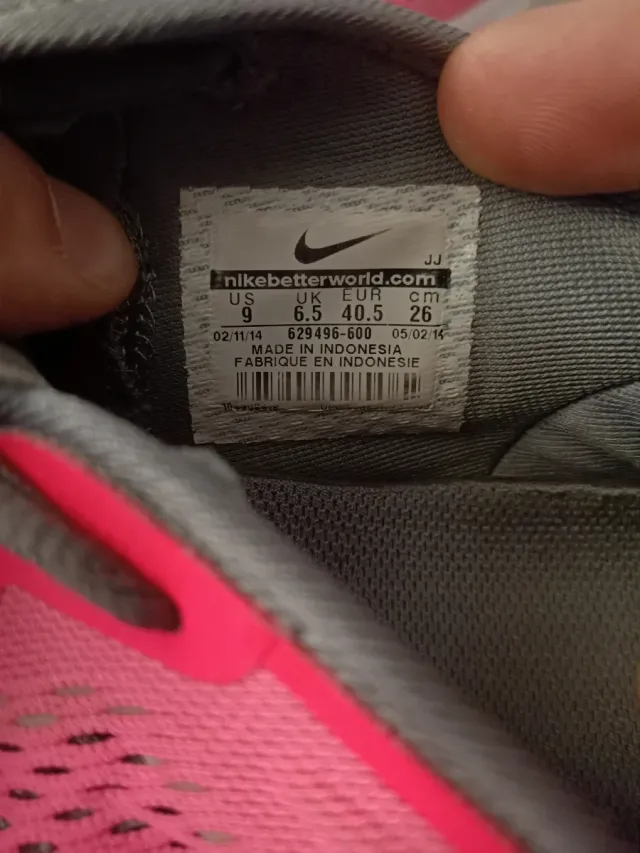 JJ
nikebetterworld.com
US UK EUR cm
9 6.5 40.5 26
02/11/14 629496-600 05/02/14
MADE IN INDONESIA
FABRIQUE EN INDONESIE